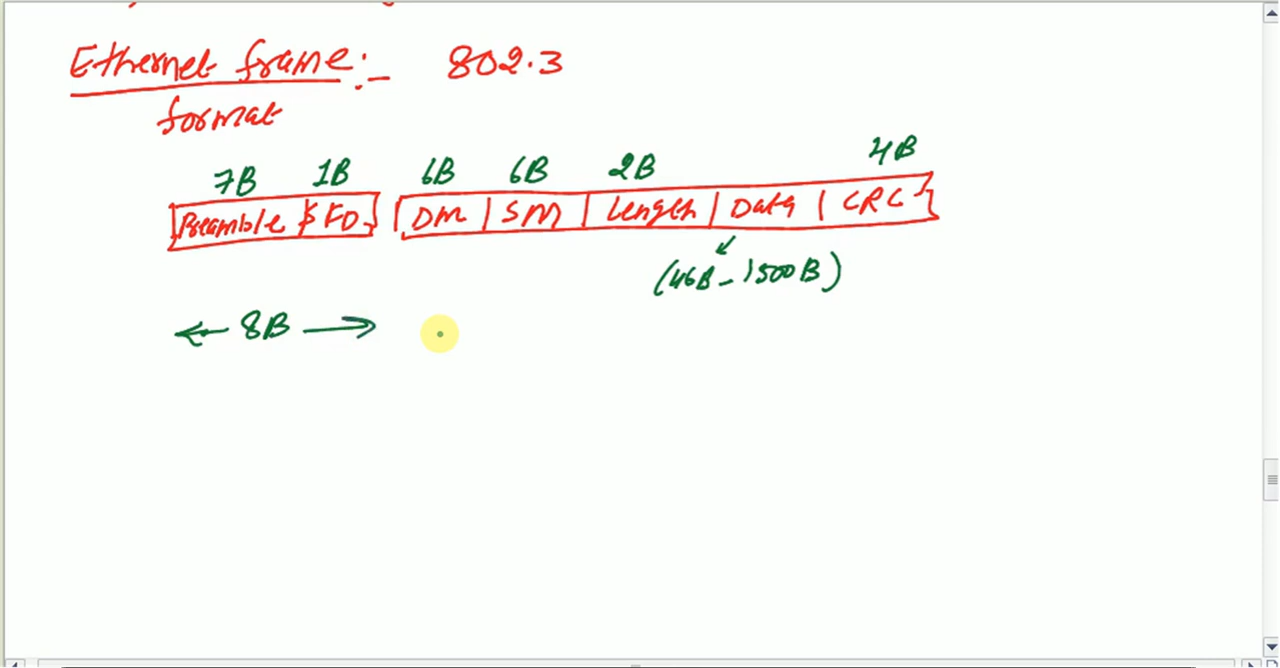 Ethernet frame:- 802.3
format
7B 1B 6B 6B 2B 4B
Preamble SFD DM SM Length Data CRC
(46B - 1500B)
8B